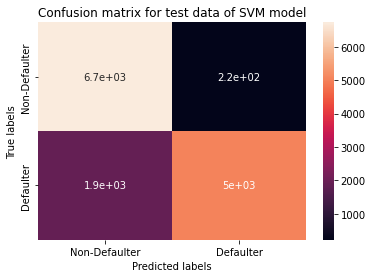 Confusion matrix for test data of SVM model
True labels
Non-Defaulter
Defaulter
6.7e+03
2.2e+02
1.9e+03
5e+03
Non-Defaulter
Defaulter
Predicted labels
6000
5000
4000
3000
2000
1000